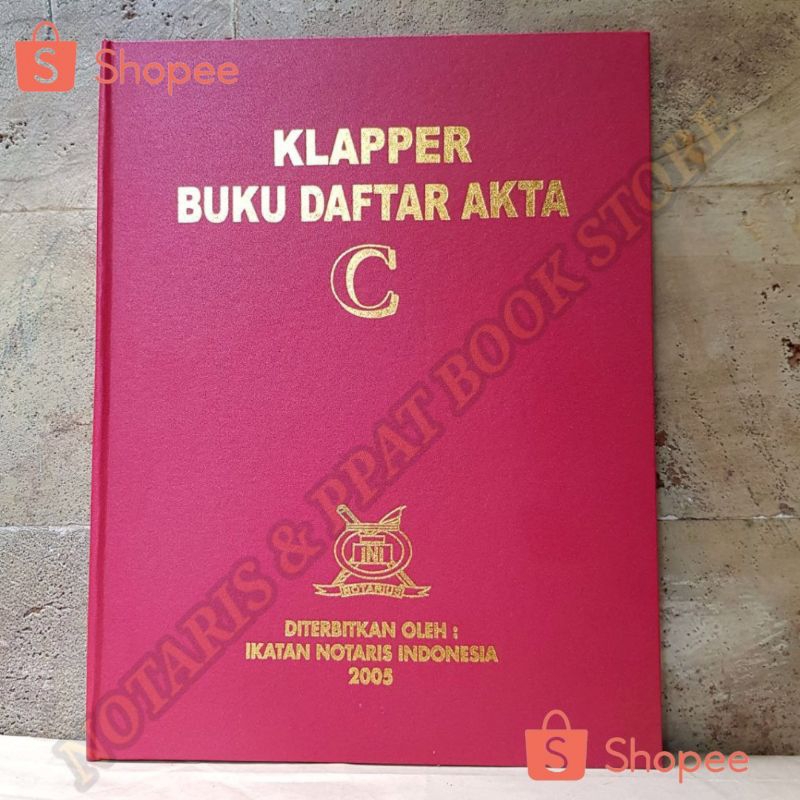 Shopee
KLAPPER
BUKU DAFTAR AKTA
C
INI
NOTARIUS
DITERBITKAN OLEH :
IKATAN NOTARIS INDONESIA
2005
NOTARIS & PPAT BOOK STORE
Shopee